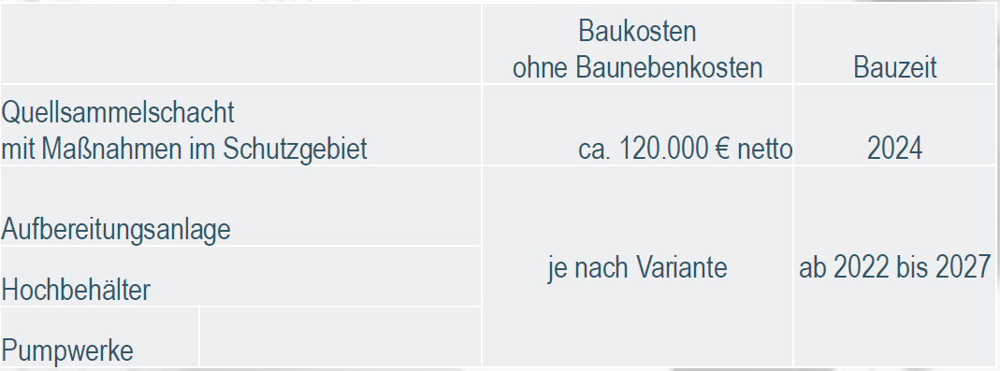 Baukosten
ohne Baunebenkosten
Bauzeit
Quellsammelschacht
mit Maßnahmen im Schutzgebiet
ca. 120.000 € netto
2024
Aufbereitungsanlage
Hochbehälter
Pumpwerke
je nach Variante
ab 2022 bis 2027